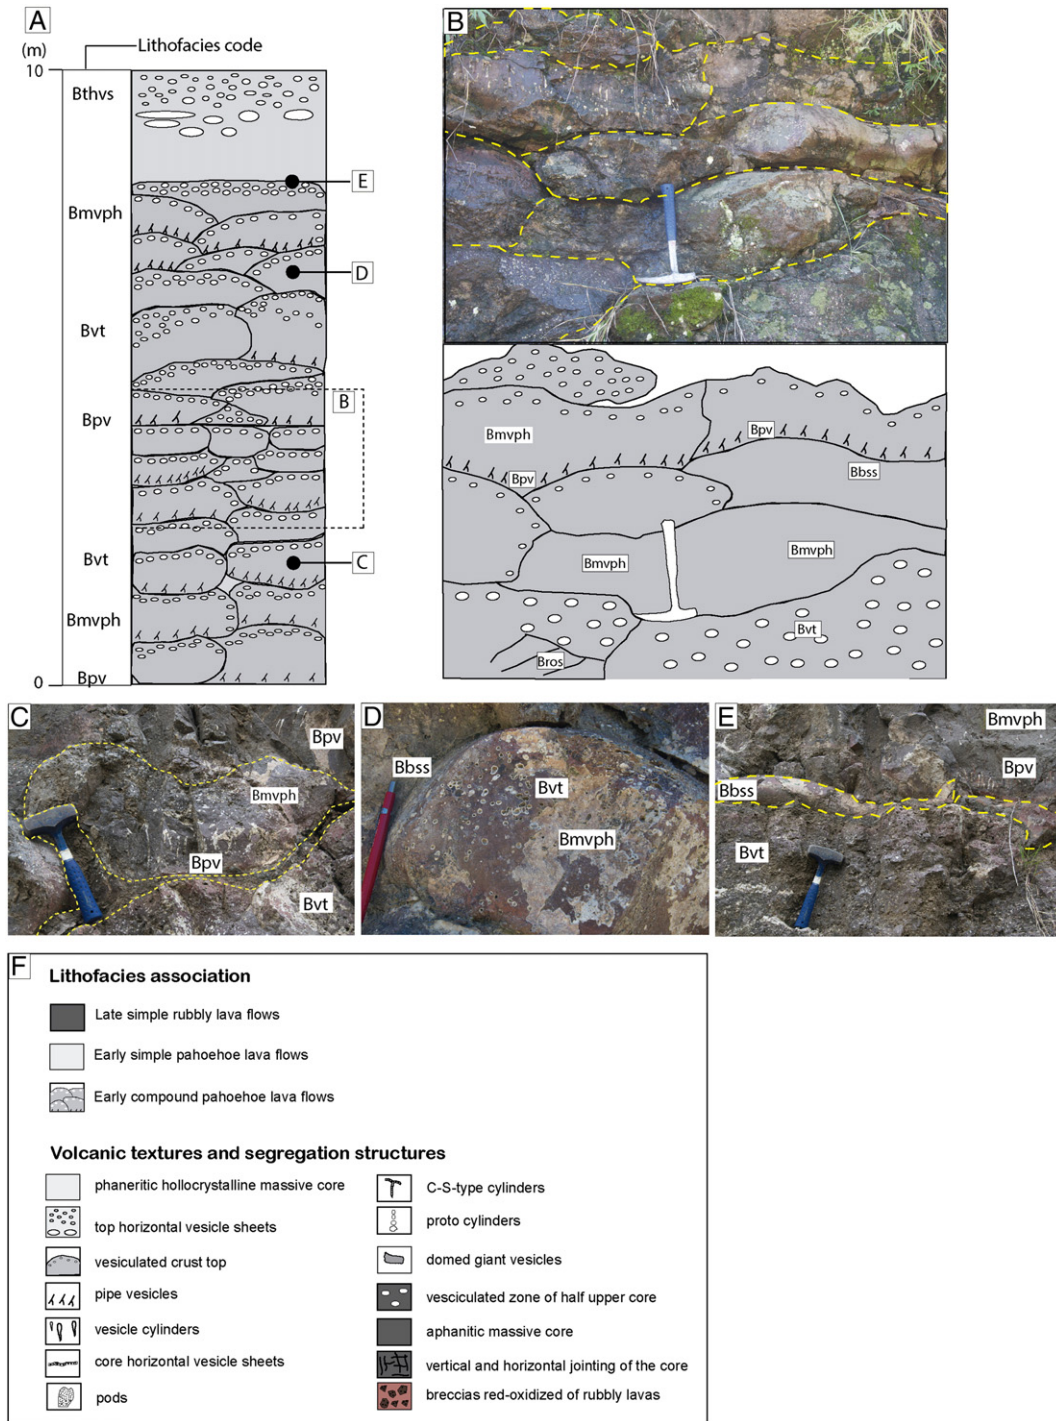 A
(m)
Lithofacies code
10
Bthvs
E
Bmvph
D
Bvt
B
Bpv
Bvt
C
Bmvph
0
Bpv
B
Bmvph
Bpv
Bpv
Bbss
Bmvph
Bmvph
Bvt
Bros
C
Bpv
Bmvph
Bpv
Bvt
D
Bbss
Bvt
Bmvph
E
Bmvph
Bpv
Bbss
Bvt
F
Lithofacies association
Late simple rubbly lava flows
Early simple pahoehoe lava flows
Early compound pahoehoe lava flows
Volcanic textures and segregation structures
phaneritic hollocrystalline massive core
top horizontal vesicle sheets
vesiculated crust top
pipe vesicles
vesicle cylinders
core horizontal vesicle sheets
pods
C-S-type cylinders
proto cylinders
domed giant vesicles
vesciculated zone of half upper core
aphanitic massive core
vertical and horizontal jointing of the core
breccias red-oxidized of rubbly lavas